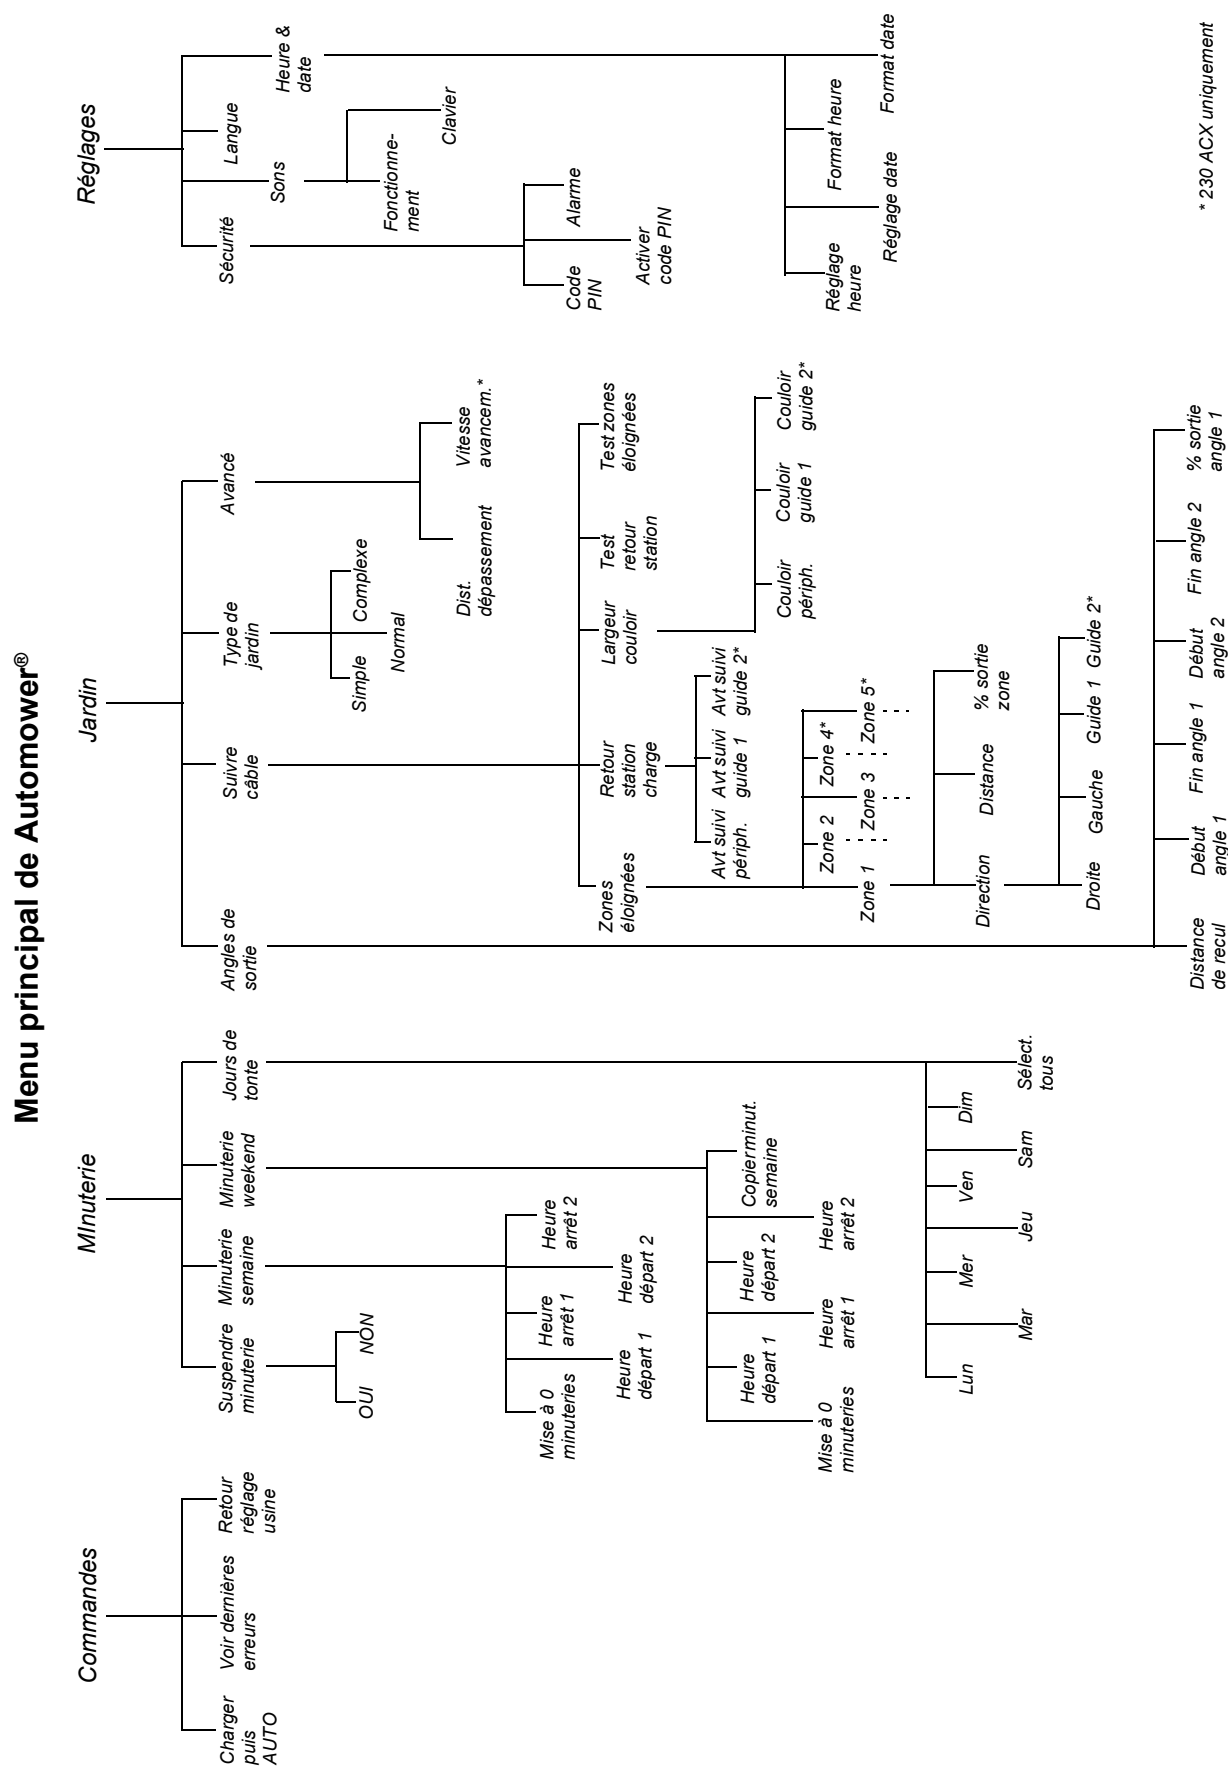 Menu principal de Automower®
Commandes
Charger
puis
AUTO
Voir dernières
erreurs
Retour
réglage
usine
MInuterie
Suspendre
minuterie
OUI
NON
Minuterie
semaine
Mise à 0
minuteries
Heure
départ 1
Heure
arrêt 1
Heure
départ 2
Heure
arrêt 2
Minuterie
weekend
Mise à 0
minuteries
Heure
départ 1
Heure
arrêt 1
Heure
départ 2
Heure
arrêt 2
Copier minut.
semaine
Jours de
tonte
Lun
Mar
Mer
Jeu
Ven
Sam
Dim
Sélect.
tous
Jardin
Angles de
sortie
Distance
de recul
Début
angle 1
Fin angle 1
Début
angle 2
Fin angle 2
% sortie
angle 1
Suivre
câble
Zones
éloignées
Zone 1
Zone 2
Zone 3
Zone 4*
Zone 5*
Direction
Distance
% sortie
zone
Droite
Gauche
Guide 1
Guide 2*
Retour
station
charge
Avt suivi
périph.
Avt suivi
guide 1
Avt suivi
guide 2*
Largeur
couloir
Couloir
périph.
Couloir
guide 1
Couloir
guide 2*
Test
retour
station
Test zones
éloignées
Type de
jardin
Simple
Normal
Complexe
Avancé
Dist.
dépassement
Vitesse
avancem.*
Réglages
Sécurité
Code
PIN
Activer
code PIN
Alarme
Sons
Fonctionne-
ment
Clavier
Langue
Heure &
date
Réglage
heure
Réglage date
Format heure
Format date
* 230 ACX uniquement